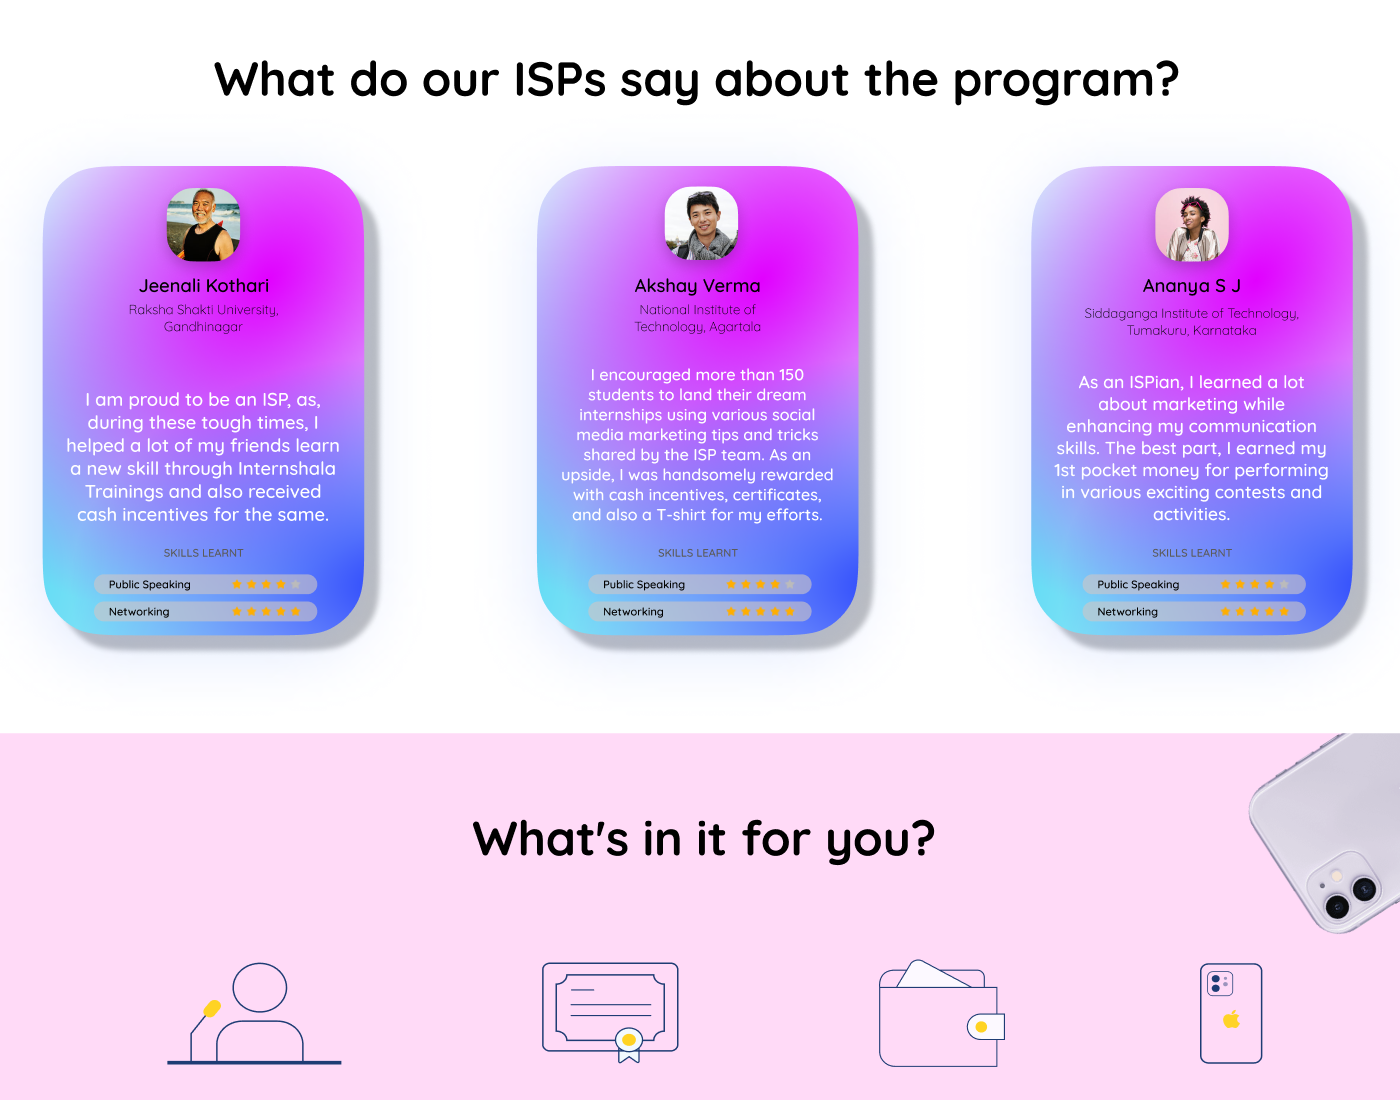 What do our ISPs say about the program?
Jeenali Kothari
Raksha Shakti University,
Gandhinagar
I am proud to be an ISP, as,
during these tough times, I
helped a lot of my friends learn
a new skill through Internshala
Trainings and also received
cash incentives for the same.
SKILLS LEARNT
Public Speaking
Networking
Akshay Verma
National Institute of
Technology, Agartala
I encouraged more than 150
students to land their dream
internships using various social
media marketing tips and tricks
shared by the ISP team. As an
upside, I was handsomely rewarded
with cash incentives, certificates,
and also a T-shirt for my efforts.
SKILLS LEARNT
Public Speaking
Networking
Ananya S J
Siddaganga Institute of Technology,
Tumakuru, Karnataka
As an ISPian, I learned a lot
about marketing while
enhancing my communication
skills. The best part, I earned my
1st pocket money for performing
in various exciting contests and
activities.
SKILLS LEARNT
Public Speaking
Networking
What's in it for you?